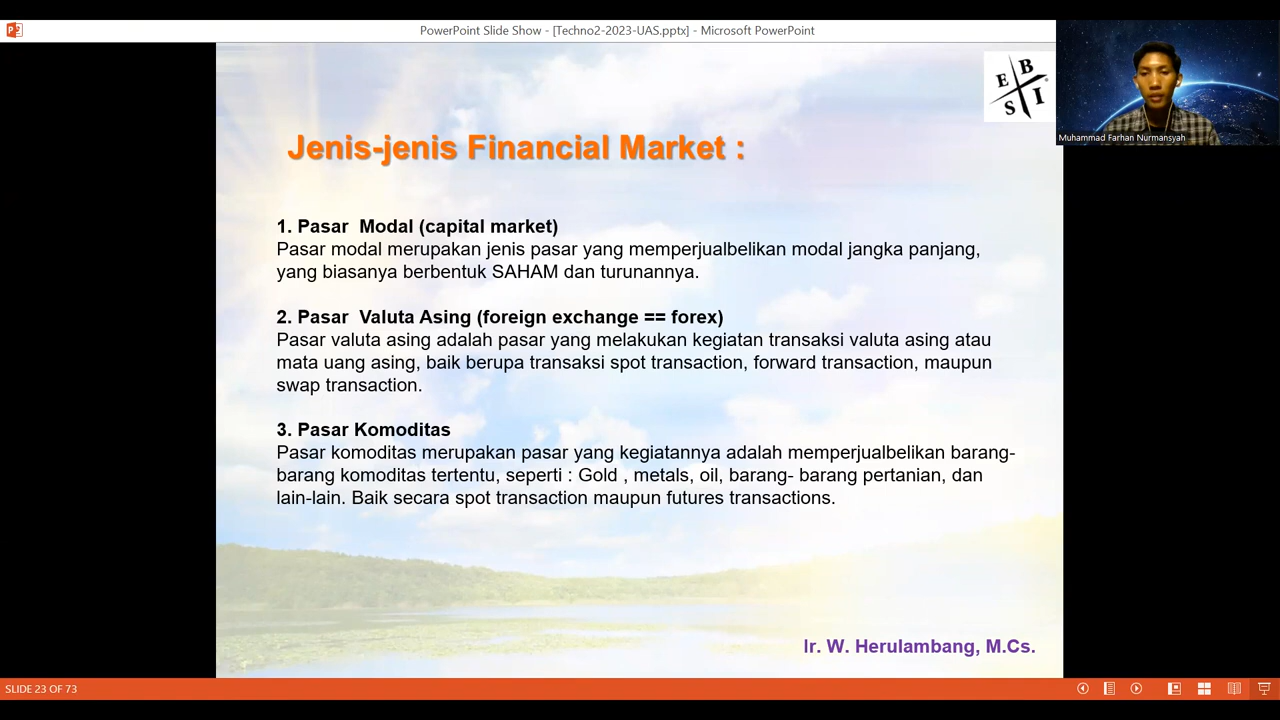 PowerPoint Slide Show - [Techno2-2023-UAS.pptx] - Microsoft PowerPoint
E B S I
Muhammad Farhan Nurmansyah
Jenis-jenis Financial Market :
1. Pasar  Modal (capital market)
Pasar modal merupakan jenis pasar yang memperjualbelikan modal jangka panjang,
yang biasanya berbentuk SAHAM dan turunannya.
2. Pasar  Valuta Asing (foreign exchange == forex)
Pasar valuta asing adalah pasar yang melakukan kegiatan transaksi valuta asing atau
mata uang asing, baik berupa transaksi spot transaction, forward transaction, maupun
swap transaction.
3. Pasar Komoditas
Pasar komoditas merupakan pasar yang kegiatannya adalah memperjualbelikan barang-
barang komoditas tertentu, seperti : Gold , metals, oil, barang- barang pertanian, dan
lain-lain. Baik secara spot transaction maupun futures transactions.
Ir. W. Herulambang, M.Cs.
SLIDE 23 OF 73